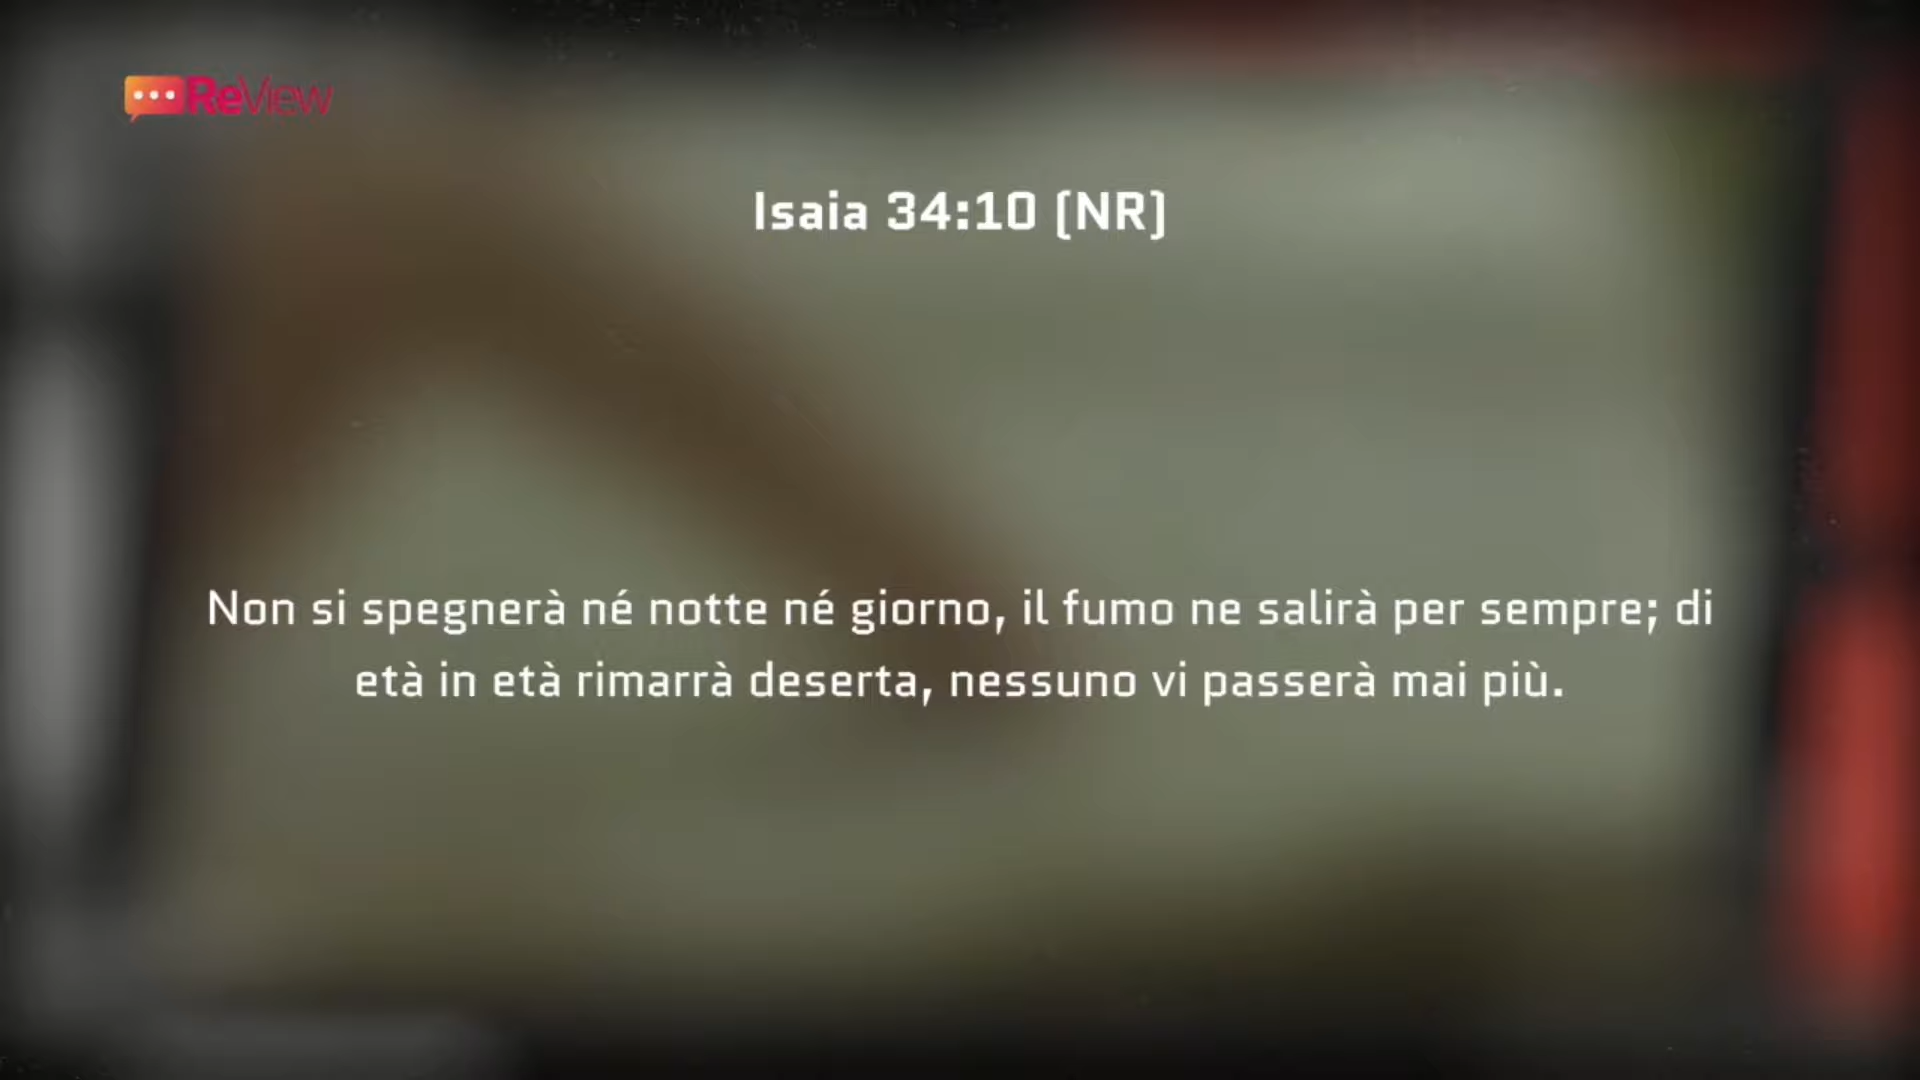 ReView
Isaia 34:10 (NR)
Non si spegnerà né notte né giorno, il fumo ne salirà per sempre; di
età in età rimarrà deserta, nessuno vi passerà mai più.